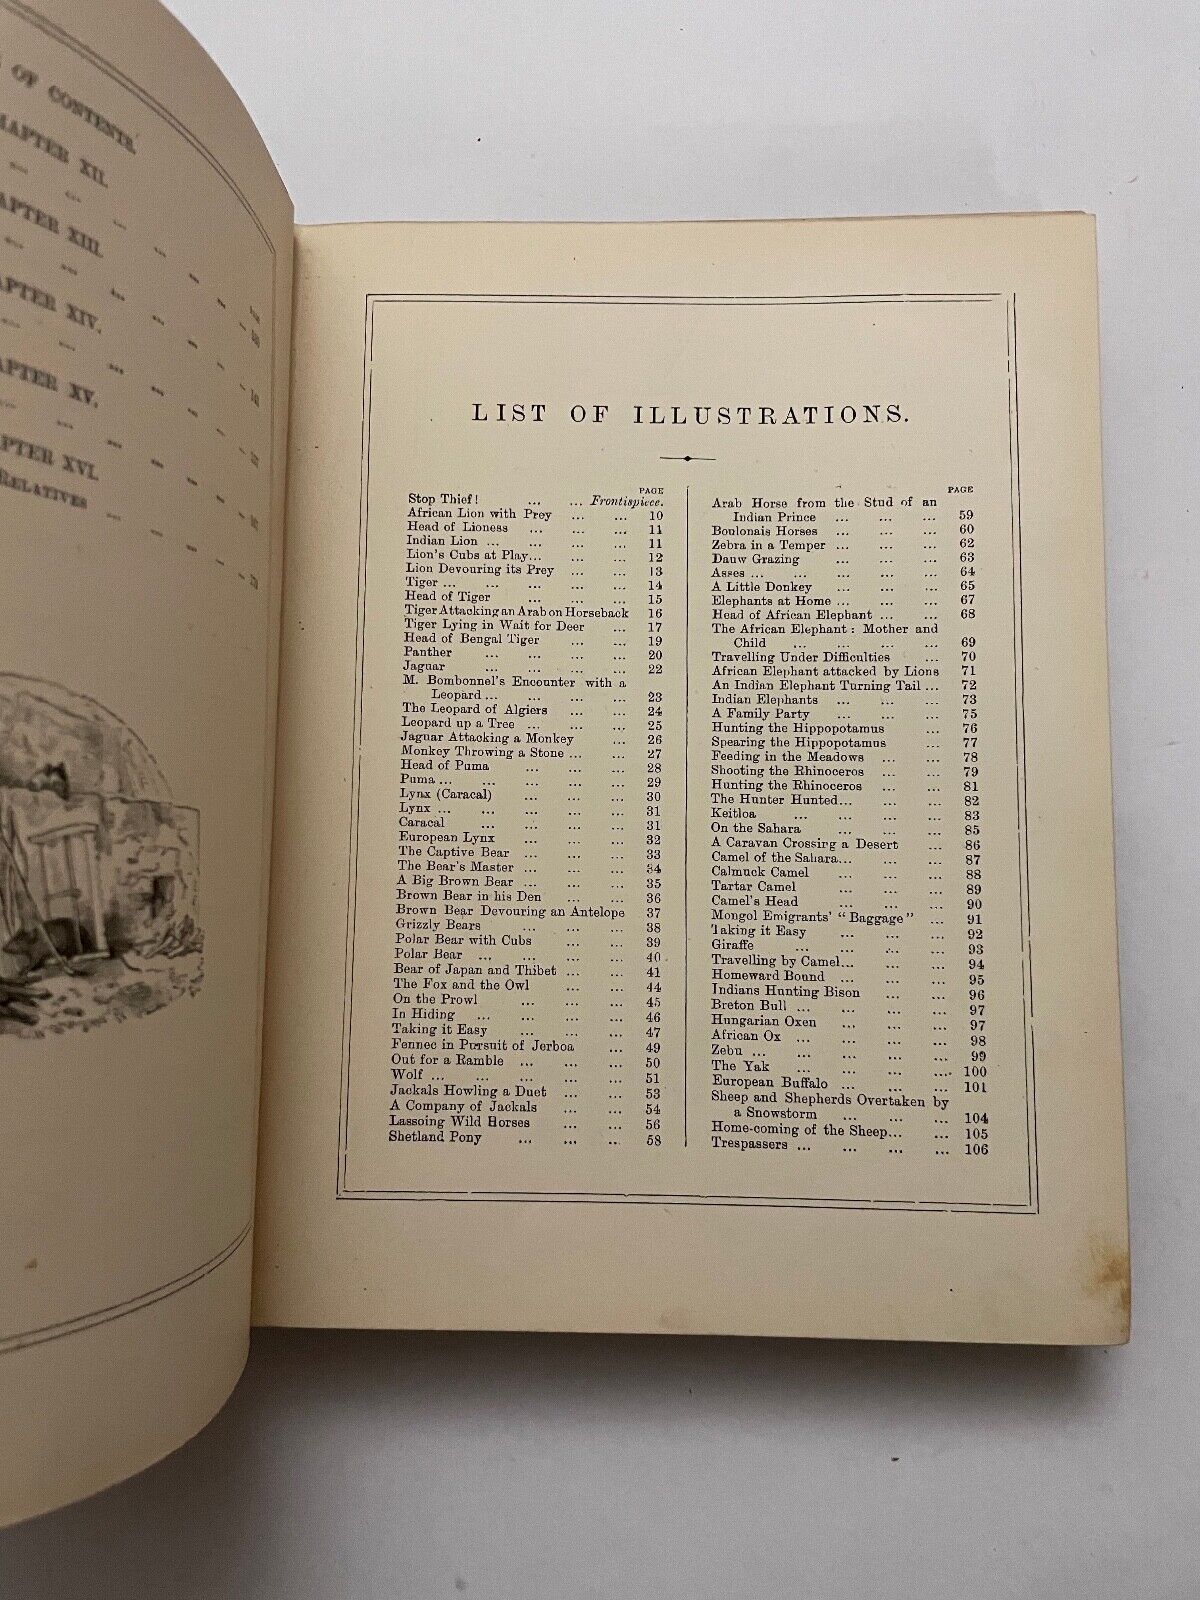 OF CONTENTS.
CHAPTER XII.
CHAPTER XIII.
CHAPTER XIV.
CHAPTER XV.
CHAPTER XVI.
RELATIVES
LIST OF ILLUSTRATIONS.
PAGE
Stop Thief! ... ... Frontispiece.
African Lion with Prey ... ... 10
Head of Lioness ... ... ... 11
Indian Lion ... ... ... ... 11
Lion's Cubs at Play... ... ... 12
Lion Devouring its Prey ... ... 13
Tiger ... ... ... ... 14
Head of Tiger ... ... ... 15
Tiger Attacking an Arab on Horseback 16
Tiger Lying in Wait for Deer ... 17
Head of Bengal Tiger ... ... 19
Panther ... ... ... ... 20
Jaguar ... ... ... ... 22
M. Bombonnel's Encounter with a
Leopard ... ... ... ... 23
The Leopard of Algiers ... ... 24
Leopard up a Tree ... ... ... 25
Jaguar Attacking a Monkey ... 26
Monkey Throwing a Stone ... ... 27
Head of Puma ... ... ... 28
Puma ... ... ... ... ... 29
Lynx (Caracal) ... ... ... 30
Lynx ... ... ... ... ... 31
Caracal ... ... ... ... 31
European Lynx ... ... ... 32
The Captive Bear ... ... ... 33
The Bear's Master ... ... ... 34
A Big Brown Bear ... ... ... 35
Brown Bear in his Den ... ... 36
Brown Bear Devouring an Antelope 37
Grizzly Bears ... ... ... 38
Polar Bear with Cubs ... ... 39
Polar Bear ... ... ... ... 40
Bear of Japan and Thibet ... ... 41
The Fox and the Owl ... ... 44
On the Prowl ... ... ... 45
In Hiding ... ... ... ... 46
Taking it Easy ... ... ... 47
Fennec in Pursuit of Jerboa ... 49
Out for a Ramble ... ... ... 50
Wolf ... ... ... ... ... 51
Jackals Howling a Duet ... ... 53
A Company of Jackals ... ... 54
Lassoing Wild Horses ... ... 56
Shetland Pony ... ... ... 58
PAGE
Arab Horse from the Stud of an
Indian Prince ... ... ... 59
Boulonais Horses ... ... ... 60
Zebra in a Temper ... ... ... 62
Dauw Grazing ... ... ... 63
Asses ... ... ... ... ... 64
A Little Donkey ... ... ... 65
Elephants at Home ... ... ... 67
Head of African Elephant ... ... 68
The African Elephant: Mother and
Child ... ... ... ... 69
Travelling Under Difficulties ... 70
African Elephant attacked by Lions 71
An Indian Elephant Turning Tail ... 72
Indian Elephants ... ... ... 73
A Family Party ... ... ... 75
Hunting the Hippopotamus ... 76
Spearing the Hippopotamus ... 77
Feeding in the Meadows ... ... 78
Shooting the Rhinoceros ... ... 79
Hunting the Rhinoceros ... ... 81
The Hunter Hunted... ... ... 82
Keitloa ... ... ... ... 83
On the Sahara ... ... ... 85
A Caravan Crossing a Desert ... 86
Camel of the Sahara... ... ... 87
Calmuck Camel ... ... ... 88
Tartar Camel ... ... ... 89
Camel's Head ... ... ... 90
Mongol Emigrants' "Baggage" ... 91
Taking it Easy ... ... ... 92
Giraffe ... ... ... ... 93
Travelling by Camel... ... ... 94
Homeward Bound ... ... ... 95
Indians Hunting Bison ... ... 96
Breton Bull ... ... ... ... 97
Hungarian Oxen ... ... ... 97
African Ox ... ... ... ... 98
Zebu ... ... ... ... ... 99
The Yak ... ... ... ... 100
European Buffalo ... ... ... 101
Sheep and Shepherds Overtaken by
a Snowstorm ... ... ... 104
Home-coming of the Sheep... ... 105
Trespassers ... ... ... ... 106